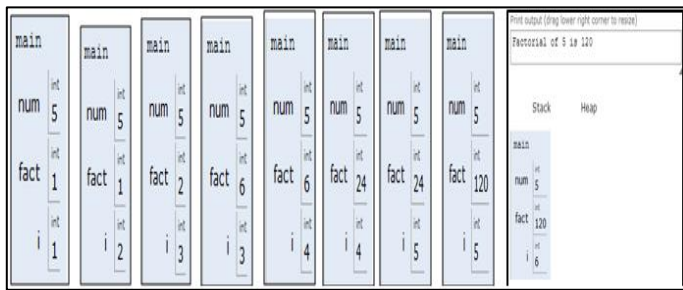 main
int
num 5
int
fact 1
int
i 1
main
int
num 5
int
fact 1
int
i 2
main
int
num 5
int
fact 2
int
i 3
main
int
num 5
int
fact 6
int
i 3
main
int
num 5
int
fact 6
int
i 4
main
int
num 5
int
fact 24
int
i 4
main
int
num 5
int
fact 24
int
i 5
main
int
num 5
int
fact 120
int
i 5
Print output (drag lower right corner to resize)
Factorial of 5 is 120
Stack Heap
main
int
num 5
int
fact 120
int
i 6